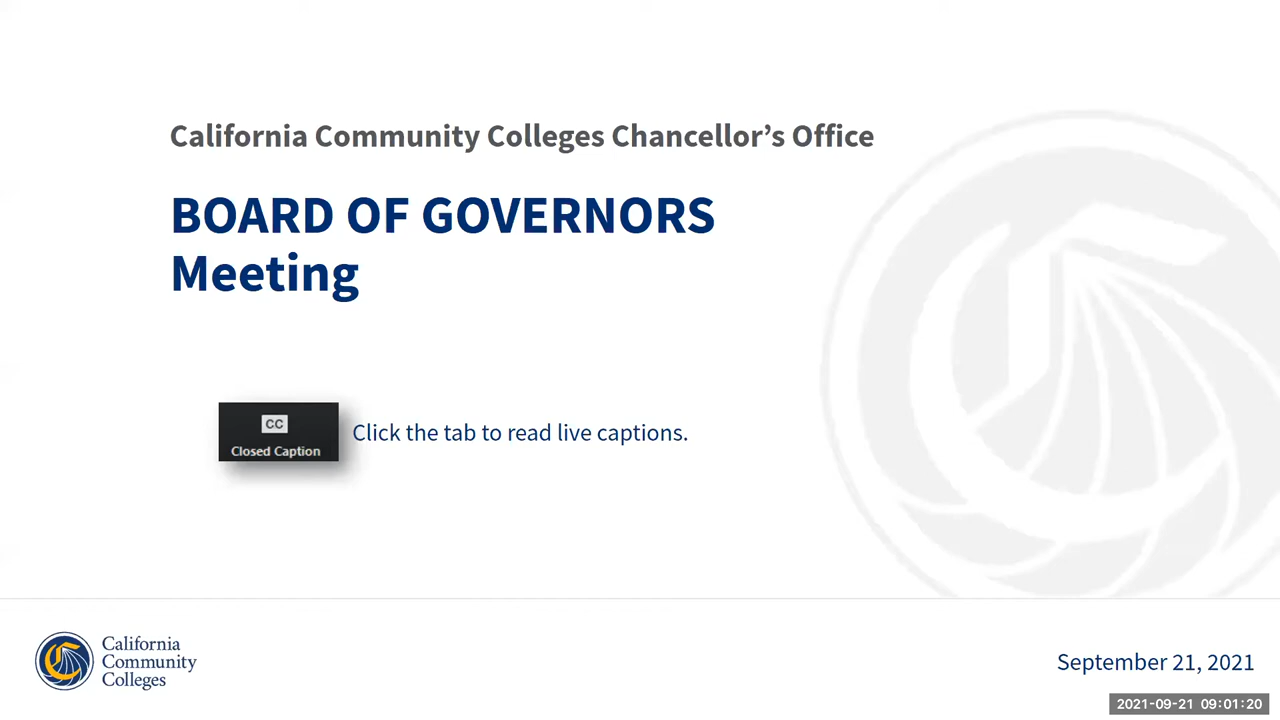 California Community Colleges Chancellor’s Office
BOARD OF GOVERNORS
Meeting
CC
Closed Caption
Click the tab to read live captions.
California
Community
Colleges
September 21, 2021
2021-09-21 09:01:20